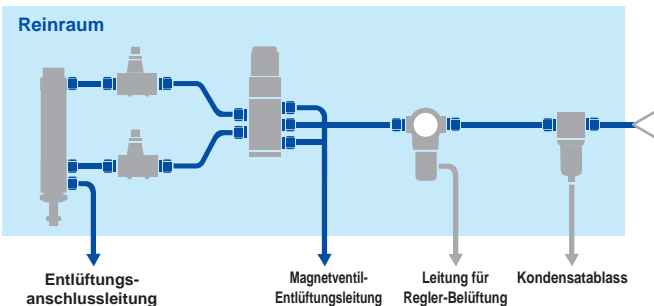 Reinraum
Entlüftungs-
anschlussleitung
Magnetventil-
Entlüftungsleitung
Leitung für
Regler-Belüftung
Kondensatablass